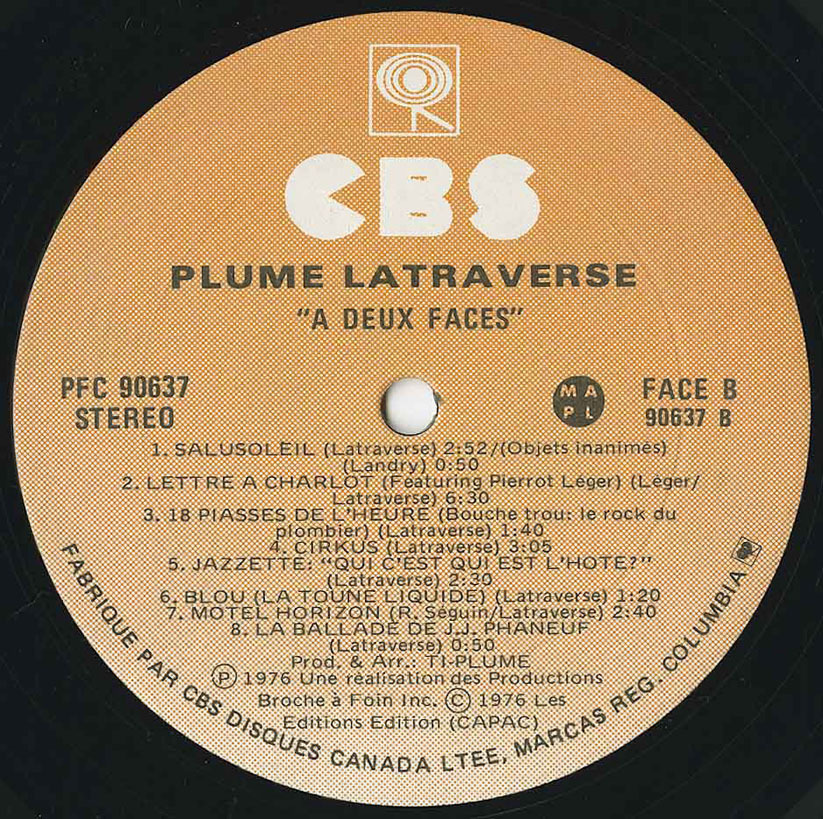 CBS
PLUME LATRAVERSE
"A DEUX FACES"
PFC 90637
STEREO
MA
PL
FACE B
90637 B
1. SALUSOLEIL (Latraverse) 2:52/(Objets inanimés)
(Landry) 0:50
2. LETTRE A CHARLOT (Featuring Pierrot Léger) (Léger/
Latraverse) 6:30
3. 18 PIASSES DE L'HEURE (Bouche trou: le rock du
plombier) (Latraverse) 1:40
4. CIRKUS (Latraverse) 3:05
5. JAZZETTE: "QUI C'EST QUI EST L'HOTE?"
(Latraverse) 2:30
6. BLOU (LA TOUNE LIQUIDE) (Latraverse) 1:20
7. MOTEL HORIZON (R. Séguin/Latraverse) 2:40
8. LA BALLADE DE J.J. PHANEUF
(Latraverse) 0:50
Prod. & Arr.: TI-PLUME
Ⓟ 1976 Une réalisation des Productions
Broche à Foin Inc. © 1976 Les
Editions Edition (CAPAC)
FABRIQUE PAR CBS DISQUES CANADA LTEE, MARCAS REG. COLUMBIA